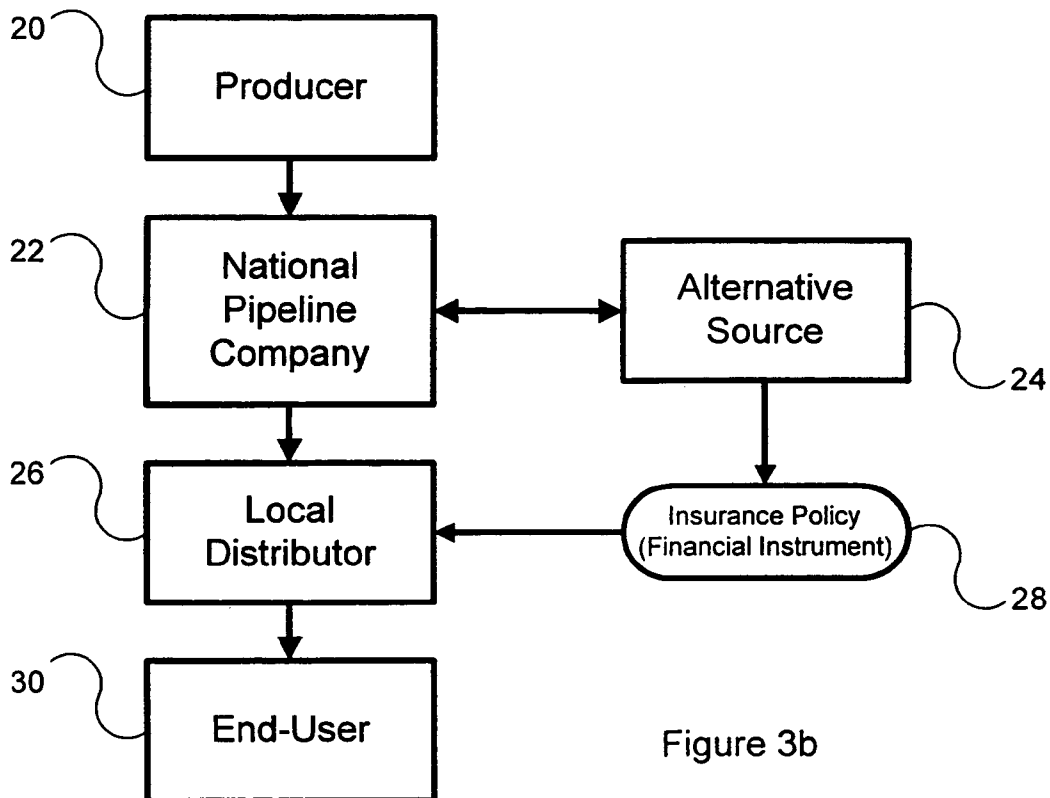 20
Producer
22
National
Pipeline
Company
Alternative
Source
24
26
Local
Distributor
Insurance Policy
(Financial Instrument)
28
30
End-User
Figure 3b